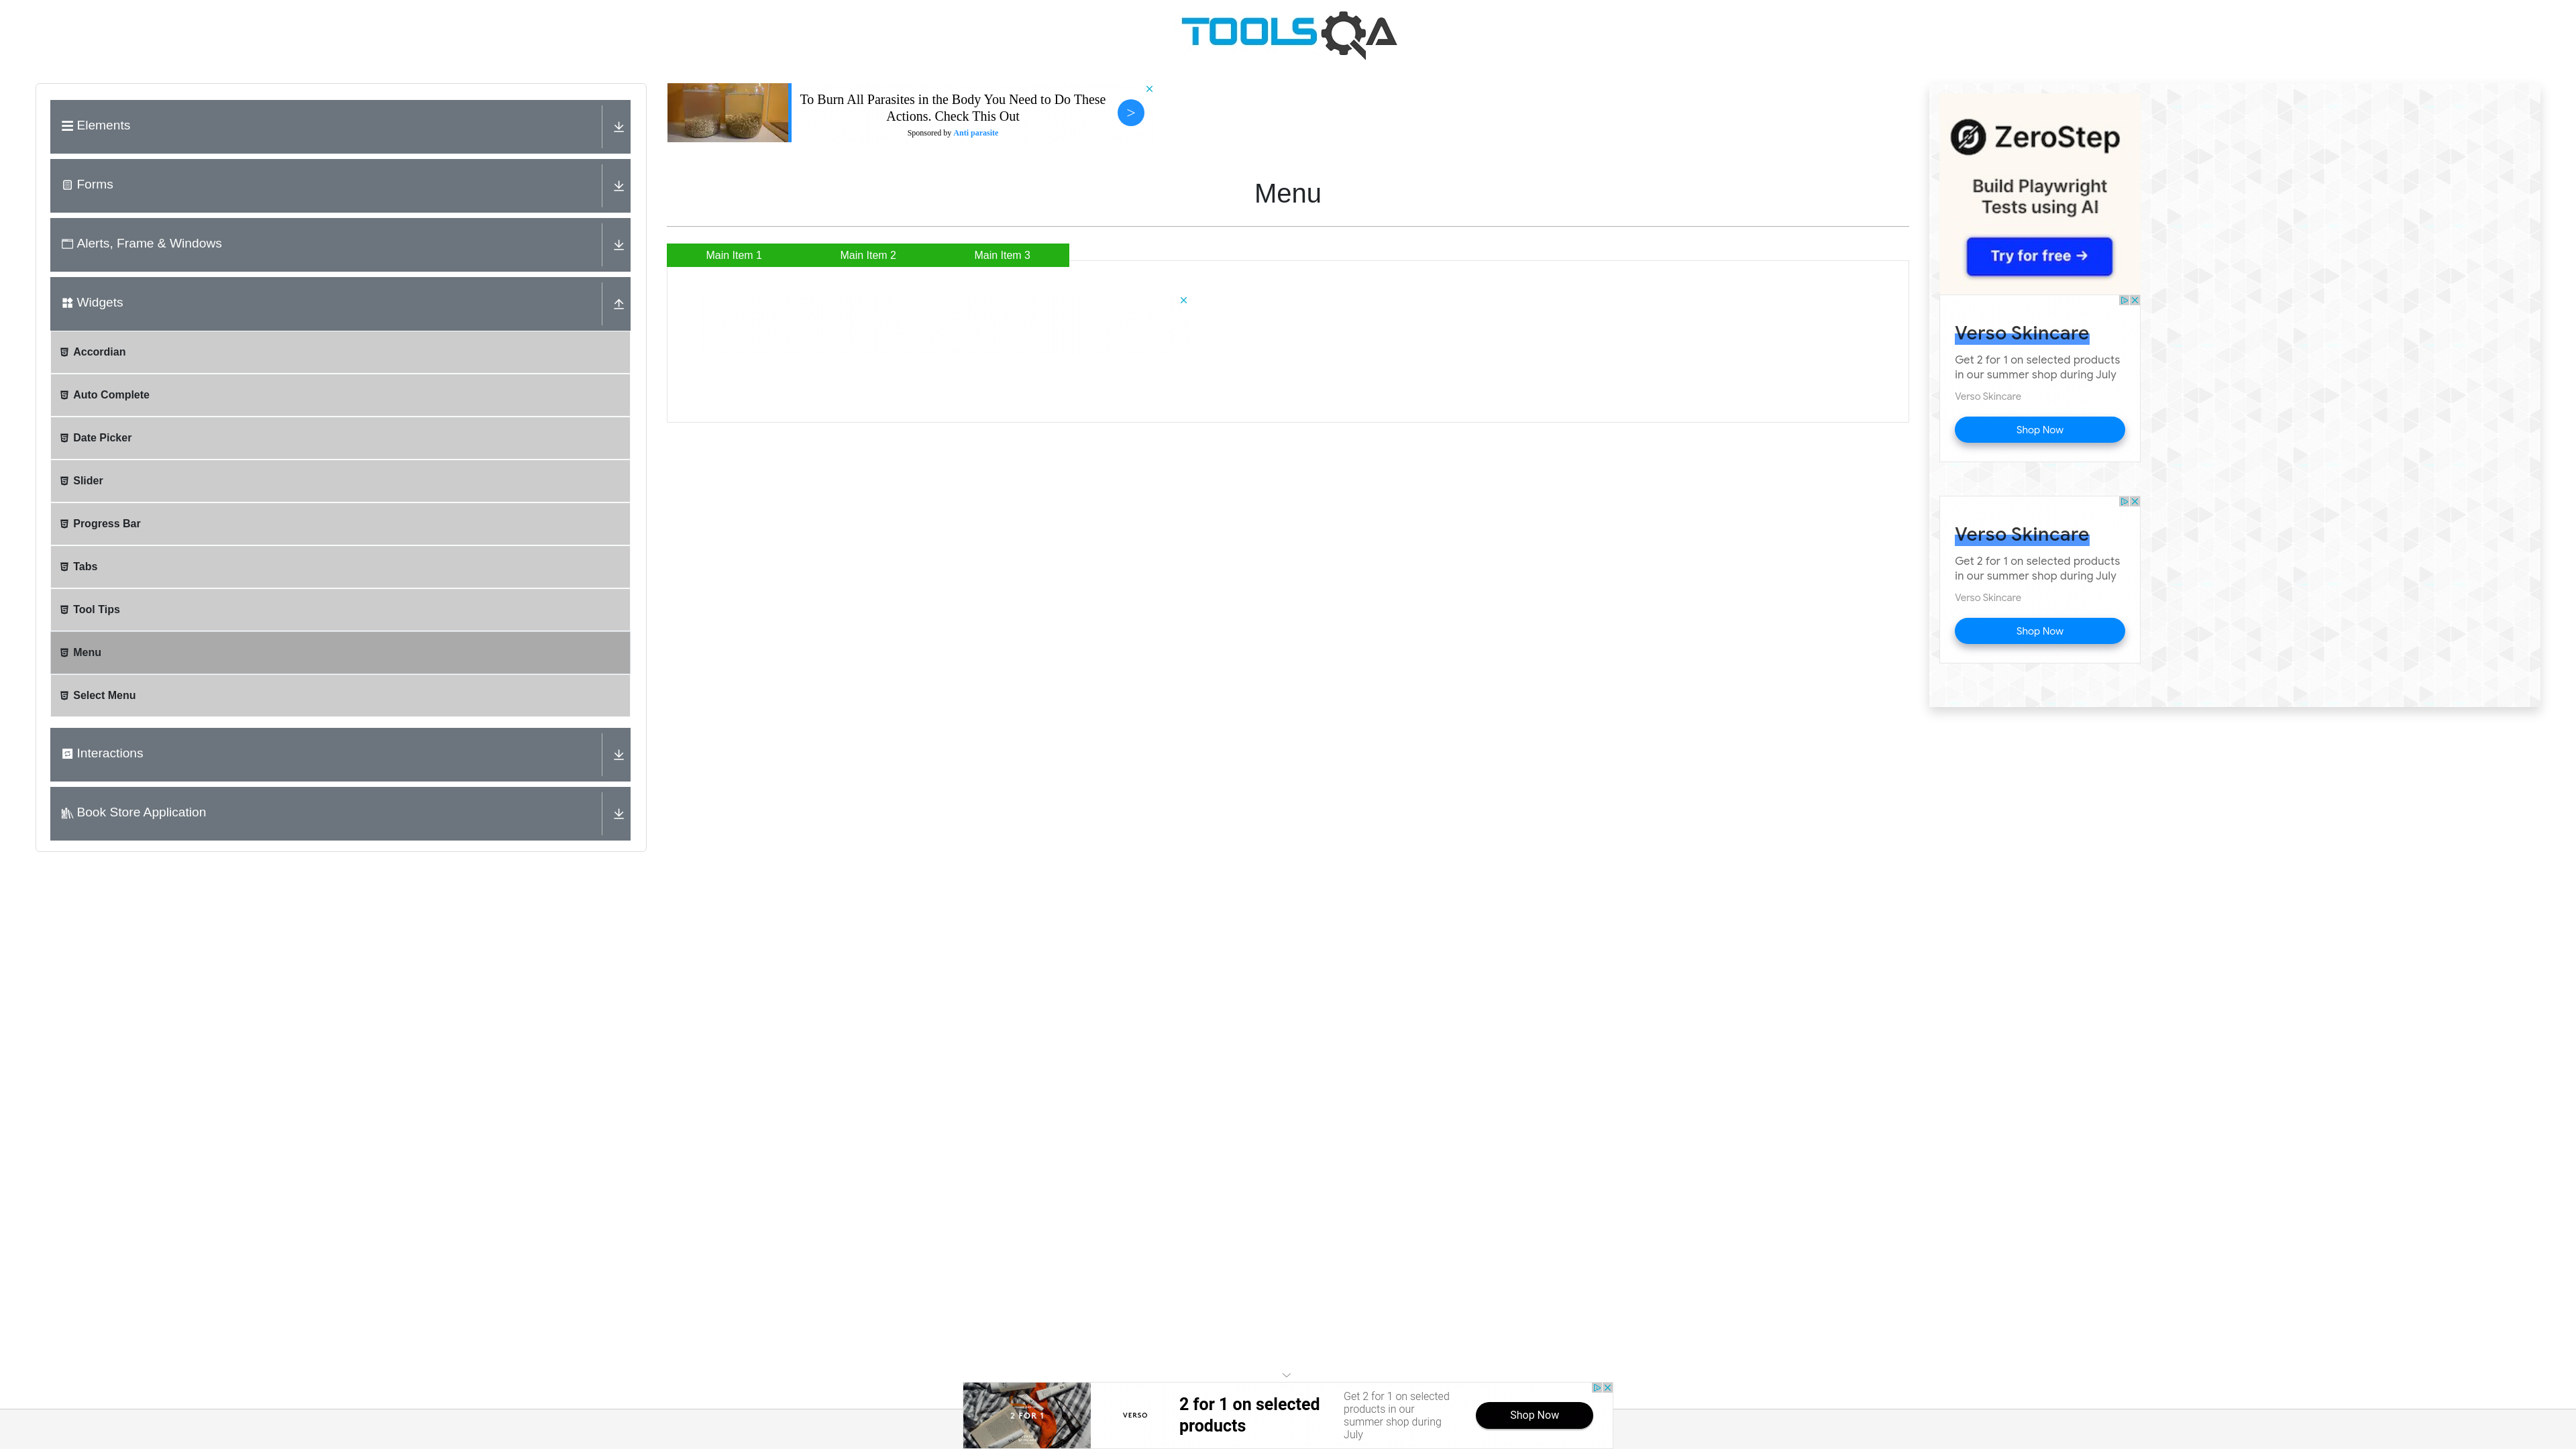 TOOLSQA
Elements
Forms
Alerts, Frame & Windows
Widgets
Accordian
Auto Complete
Date Picker
Slider
Progress Bar
Tabs
Tool Tips
Menu
Select Menu
Interactions
Book Store Application
To Burn All Parasites in the Body You Need to Do These
Actions. Check This Out
Sponsored by Anti parasite
Menu
Main Item 1
Main Item 2
Main Item 3
ZeroStep
Build Playwright
Tests using AI
Try for free →
Verso Skincare
Get 2 for 1 on selected products
in our summer shop during July
Verso Skincare
Shop Now
Verso Skincare
Get 2 for 1 on selected products
in our summer shop during July
Verso Skincare
Shop Now
2 FOR 1
VERSO
2 for 1 on selected
products
Get 2 for 1 on selected
products in our
summer shop during
July
Shop Now